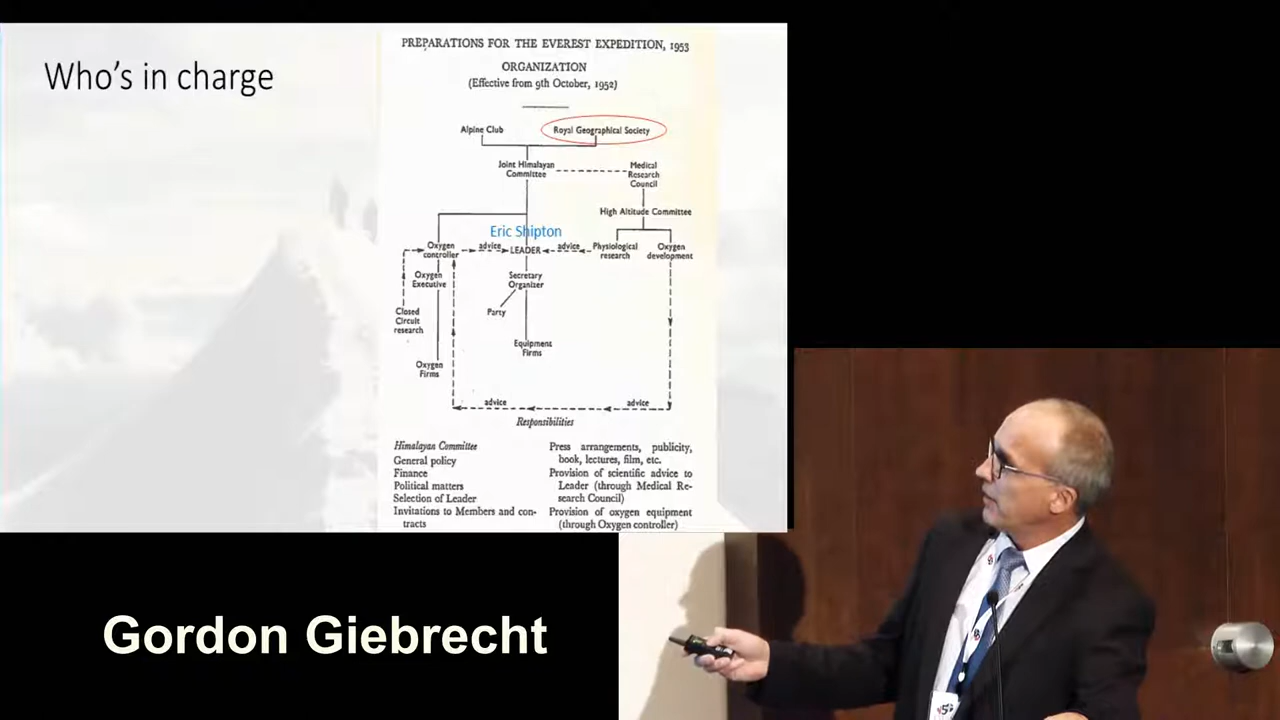 Who's in charge
PREPARATIONS FOR THE EVEREST EXPEDITION, 1953
ORGANIZATION
(Effective from 9th October, 1952)
Alpine Club
Royal Geographical Society
Joint Himalayan
Committee
Medical
Research
Council
High Altitude Committee
Eric Shipton
Oxygen
controller
advice
LEADER
advice
Physiological
research
Oxygen
development
Oxygen
Executive
Secretary
Organizer
Closed
Circuit
research
Party
Equipment
Firms
Oxygen
Firms
advice
advice
Responsibilities
Himalayan Committee
General policy
Finance
Political matters
Selection of Leader
Invitations to Members and con-
tracts
Press arrangements, publicity,
book, lectures, film, etc.
Provision of scientific advice to
Leader (through Medical Re-
search Council)
Provision of oxygen equipment
(through Oxygen controller)
Gordon Giebrecht